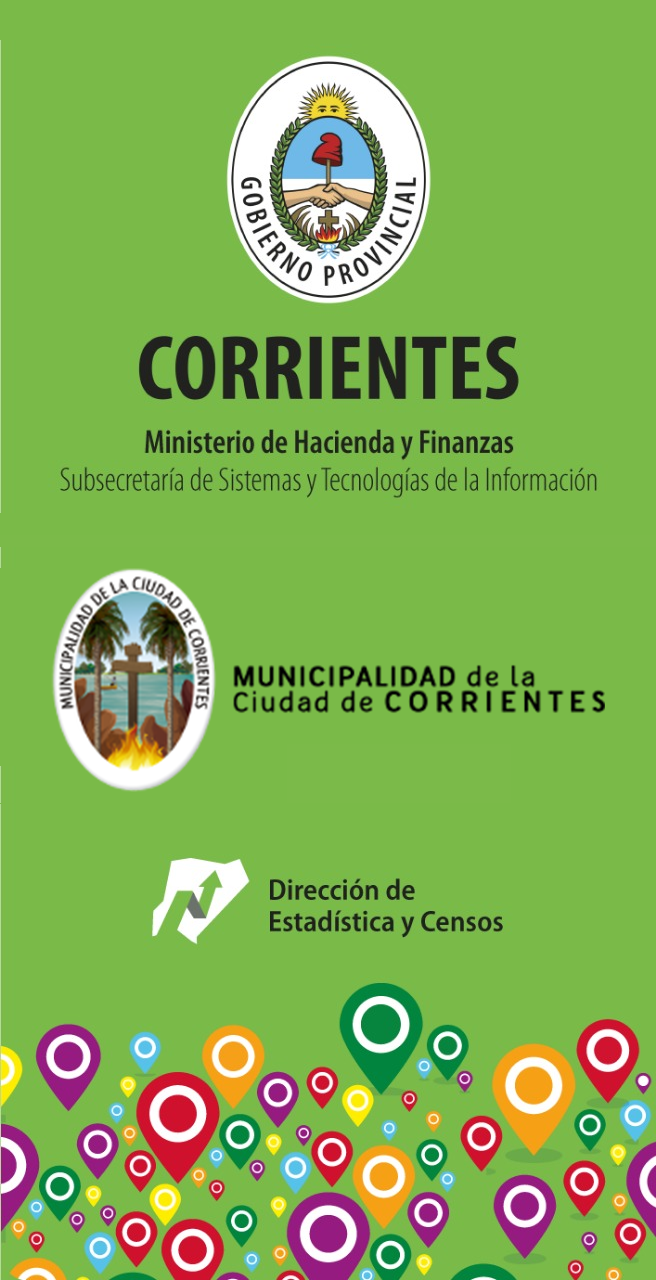 GOBIERNO PROVINCIAL
CORRIENTES
Ministerio de Hacienda y Finanzas
Subsecretaría de Sistemas y Tecnologías de la Información
MUNICIPALIDAD DE LA CIUDAD DE CORRIENTES
MUNICIPALIDAD de la
Ciudad de CORRIENTES
Dirección de
Estadística y Censos